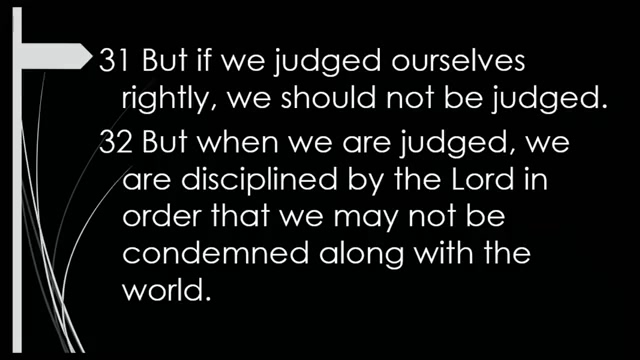 31 But if we judged ourselves
rightly, we should not be judged.
32 But when we are judged, we
are disciplined by the Lord in
order that we may not be
condemned along with the
world.